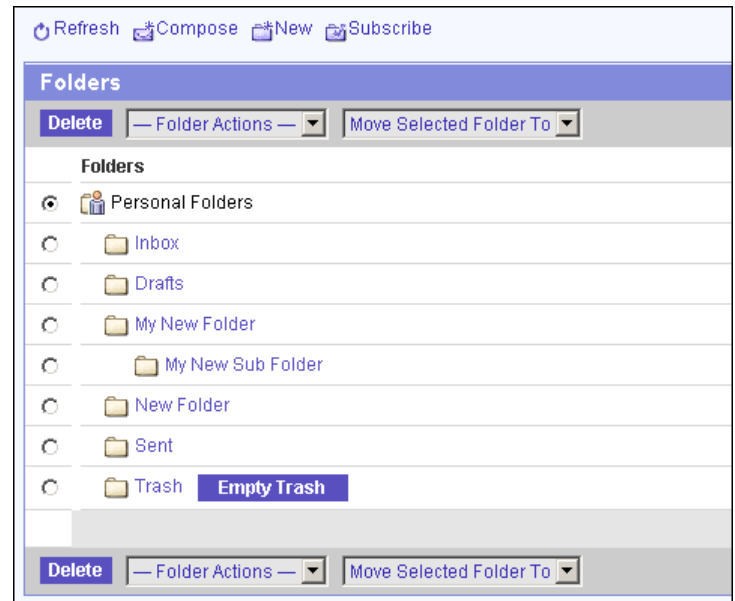 Refresh Compose New Subscribe
Folders
Delete — Folder Actions — Move Selected Folder To
Folders
Personal Folders
Inbox
Drafts
My New Folder
My New Sub Folder
New Folder
Sent
Trash Empty Trash
Delete — Folder Actions — Move Selected Folder To